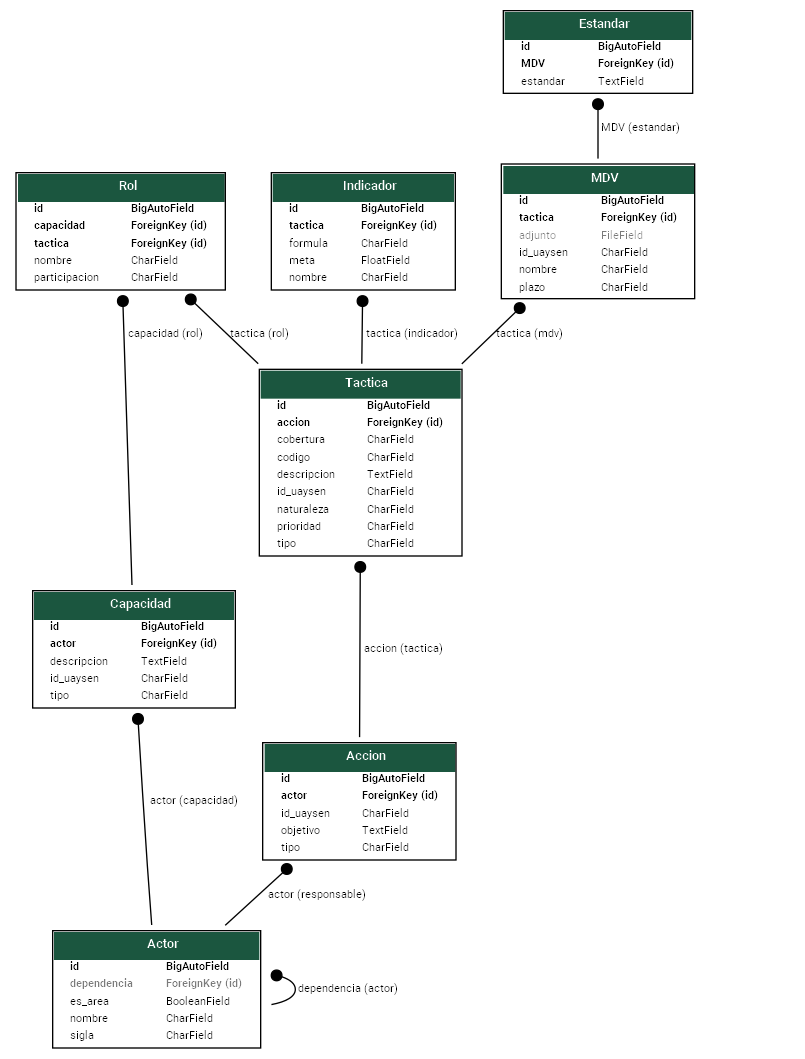 Estandar
id BigAutoField
MDV ForeignKey (id)
estandar TextField
MDV (estandar)
MDV
id BigAutoField
tactica ForeignKey (id)
adjunto FileField
id_uaysen CharField
nombre CharField
plazo CharField
Rol
id BigAutoField
capacidad ForeignKey (id)
tactica ForeignKey (id)
nombre CharField
participacion CharField
Indicador
id BigAutoField
tactica ForeignKey (id)
formula CharField
meta FloatField
nombre CharField
capacidad (rol)
tactica (rol)
tactica (indicador)
tactica (mdv)
Tactica
id BigAutoField
accion ForeignKey (id)
cobertura CharField
codigo CharField
descripcion TextField
id_uaysen CharField
naturaleza CharField
prioridad CharField
tipo CharField
Capacidad
id BigAutoField
actor ForeignKey (id)
descripcion TextField
id_uaysen CharField
tipo CharField
accion (tactica)
Accion
id BigAutoField
actor ForeignKey (id)
id_uaysen CharField
objetivo TextField
tipo CharField
actor (capacidad)
actor (responsable)
Actor
id BigAutoField
dependencia ForeignKey (id)
es_area BooleanField
nombre CharField
sigla CharField
dependencia (actor)